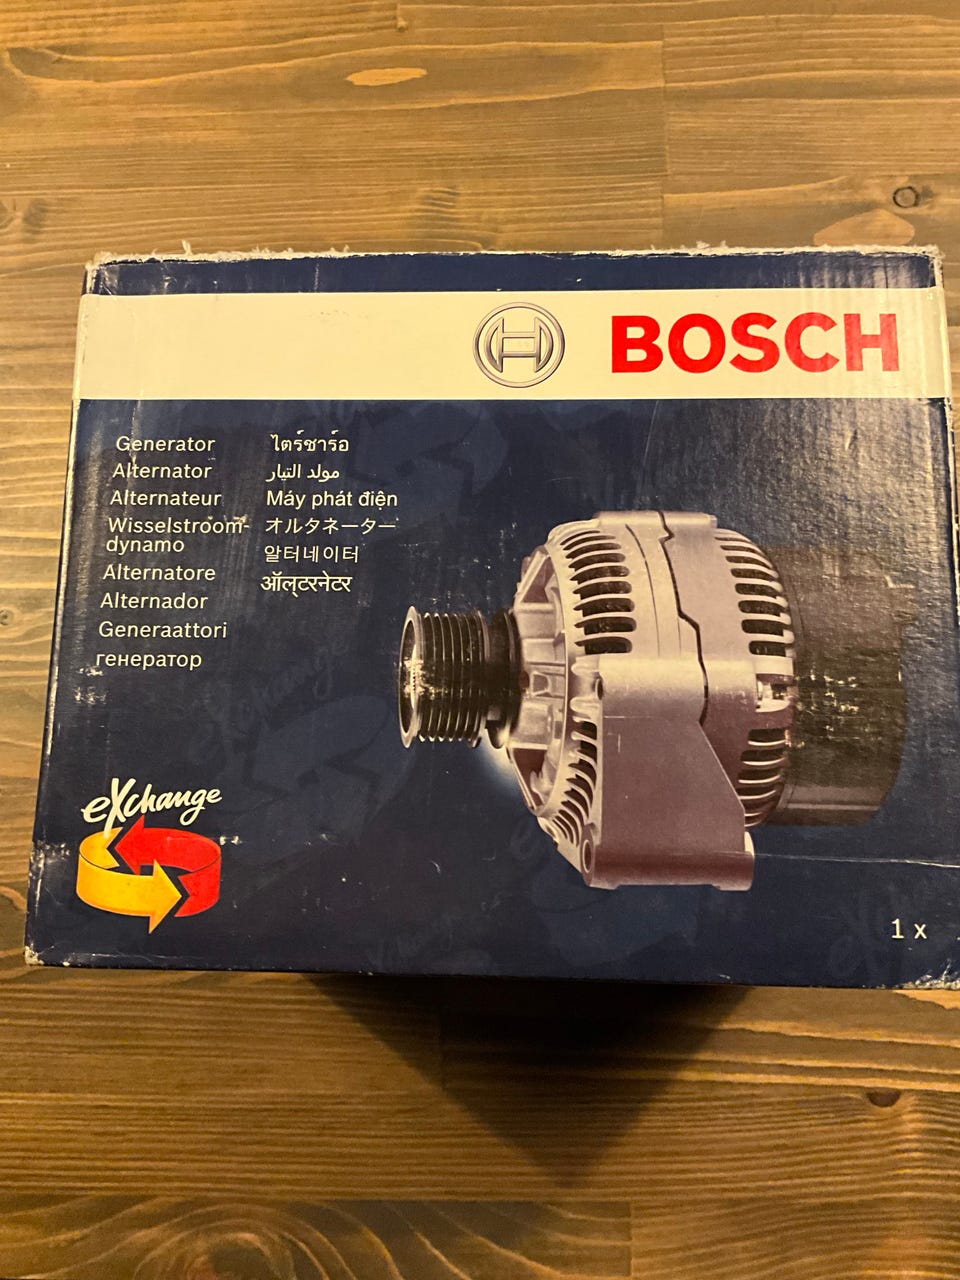 BOSCH
Generator
Alternator
Alternateur
Wisselstroom-
dynamo
Alternatore
Alternador
Generaattori
генератор
ไดร์ชาร์จ
مولد التيار
Máy phát điện
オルタネーター
알터네이터
ऑल्टरनेटर
eXchange
1 x